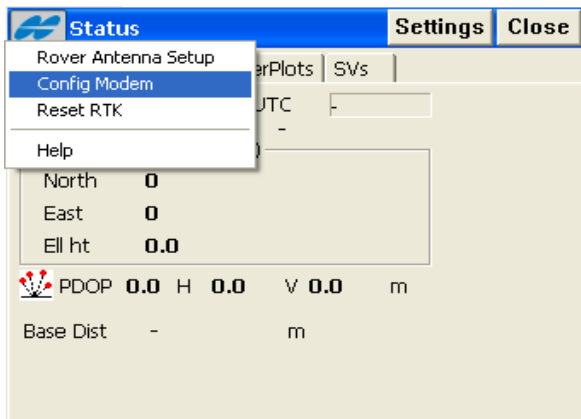 Status Settings Close
Rover Antenna Setup
erPlots SVs
Config Modem
Reset RTK UTC -
-
Help )
North 0
East 0
Ell ht 0.0
PDOP 0.0 H 0.0 V 0.0 m
Base Dist - m